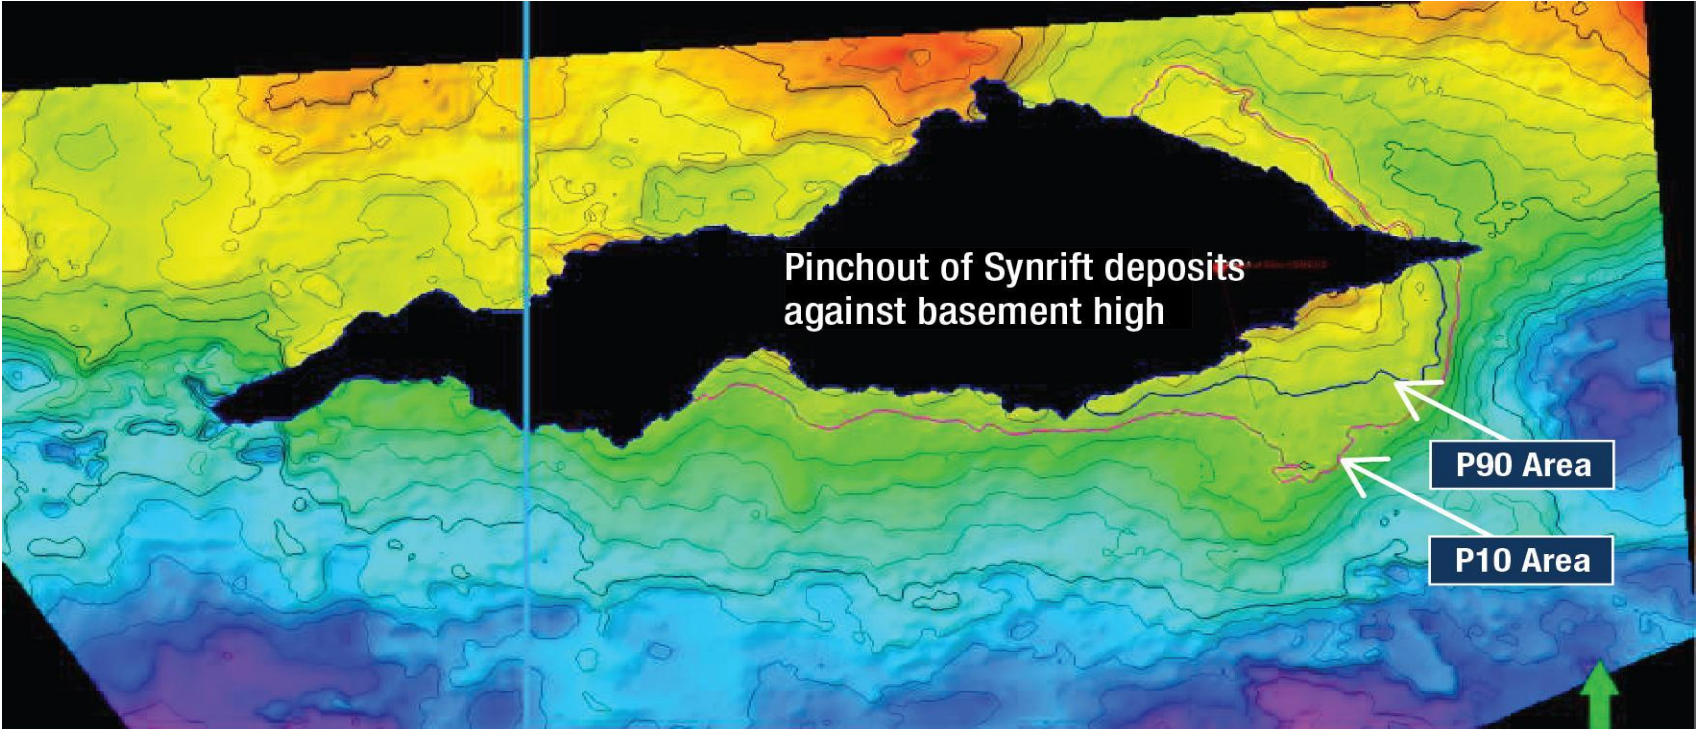 Pinchout of Synrift deposits
against basement high
P90 Area
P10 Area